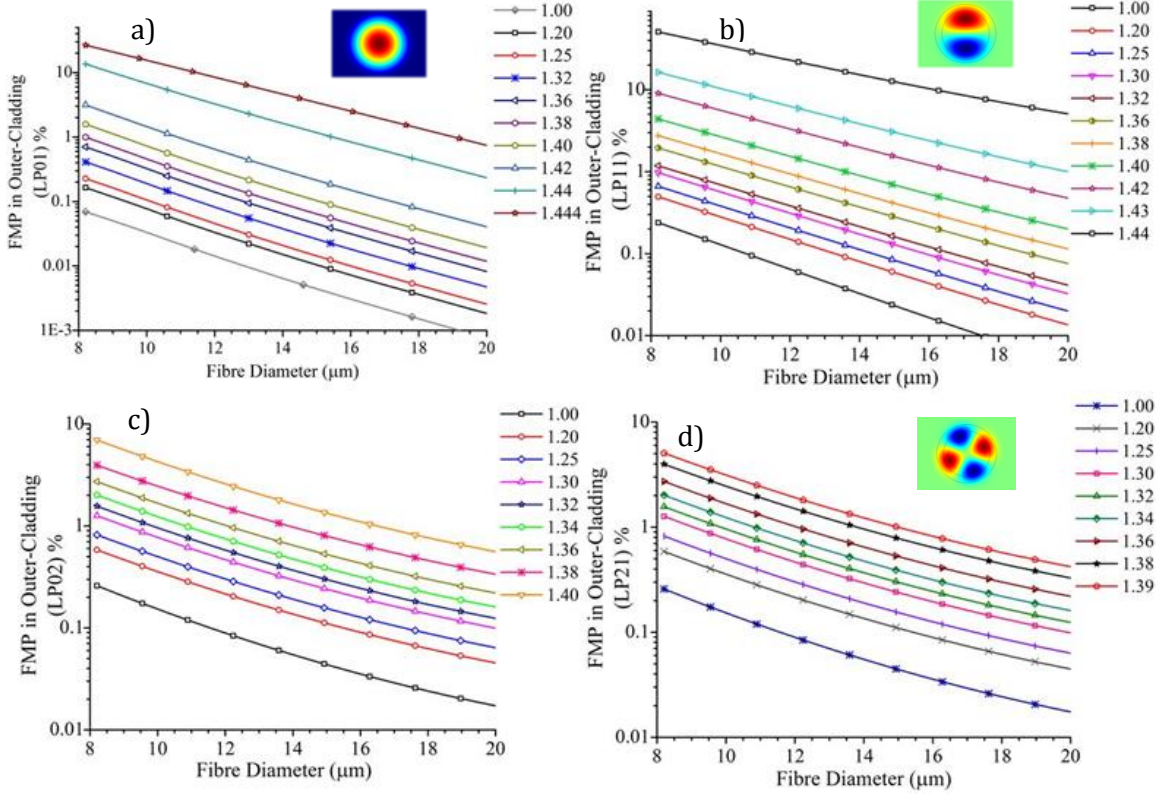 a)
FMP in Outer-Cladding
(LP01) %
10
1
0.1
0.01
1E-3
8 10 12 14 16 18 20
Fibre Diameter (μm)
1.00
1.20
1.25
1.32
1.36
1.38
1.40
1.42
1.44
1.444
b)
FMP in Outer-Cladding
(LP11) %
10
1
0.1
0.01
8 10 12 14 16 18 20
Fibre Diameter (μm)
1.00
1.20
1.25
1.30
1.32
1.36
1.38
1.40
1.42
1.43
1.44
c)
FMP in Outer-Cladding
(LP02) %
10
1
0.1
0.01
8 10 12 14 16 18 20
Fibre Diameter (μm)
1.00
1.20
1.25
1.30
1.32
1.34
1.36
1.38
1.40
d)
FMP in Outer-Cladding
(LP21) %
10
1
0.1
0.01
8 10 12 14 16 18 20
Fibre Diameter (μm)
1.00
1.20
1.25
1.30
1.32
1.34
1.36
1.38
1.39